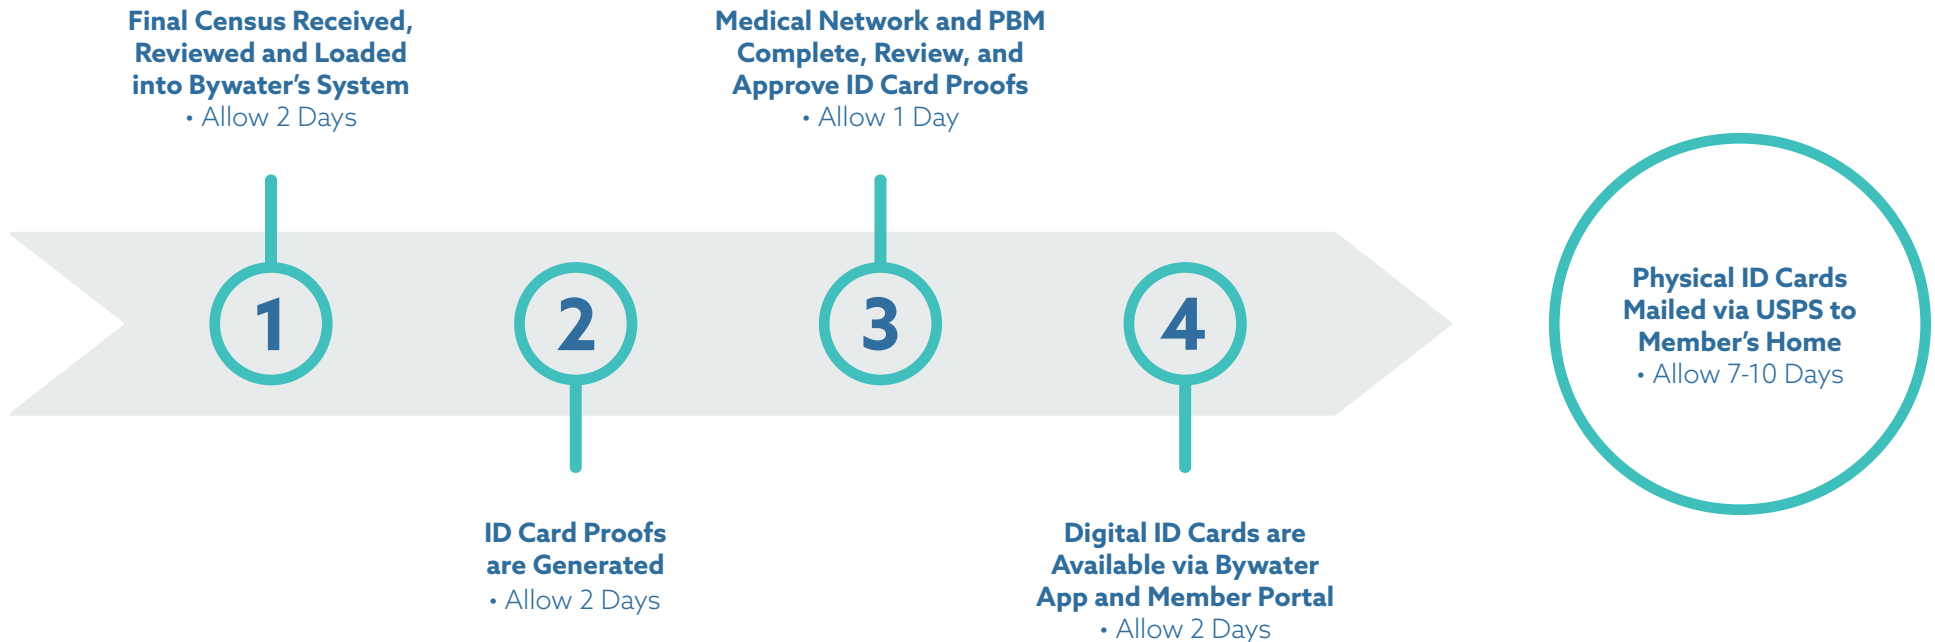 Final Census Received,
Reviewed and Loaded
into Bywater's System
• Allow 2 Days
Medical Network and PBM
Complete, Review, and
Approve ID Card Proofs
• Allow 1 Day
1
2
3
4
Physical ID Cards
Mailed via USPS to
Member's Home
• Allow 7-10 Days
ID Card Proofs
are Generated
• Allow 2 Days
Digital ID Cards are
Available via Bywater
App and Member Portal
• Allow 2 Days